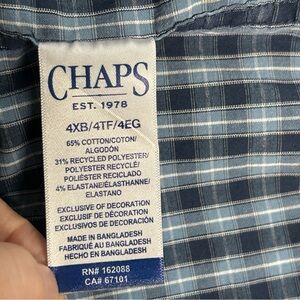 CHAPS
EST. 1978
4XB/4TF/4EG
65% COTTON/COTON/
ALGODÓN
31% RECYCLED POLYESTER/
POLYESTER RECYCLÉ/
POLIÉSTER RECICLADO
4% ELASTANE/ÉLASTHANNE/
ELASTANO
EXCLUSIVE OF DECORATION
EXCLUSIF DE DÉCORATION
EXCLUSIVOS DE DECORACIÓN
MADE IN BANGLADESH
FABRIQUÉ AU BANGLADESH
HECHO EN BANGLADESH
RN# 162088
CA# 67101